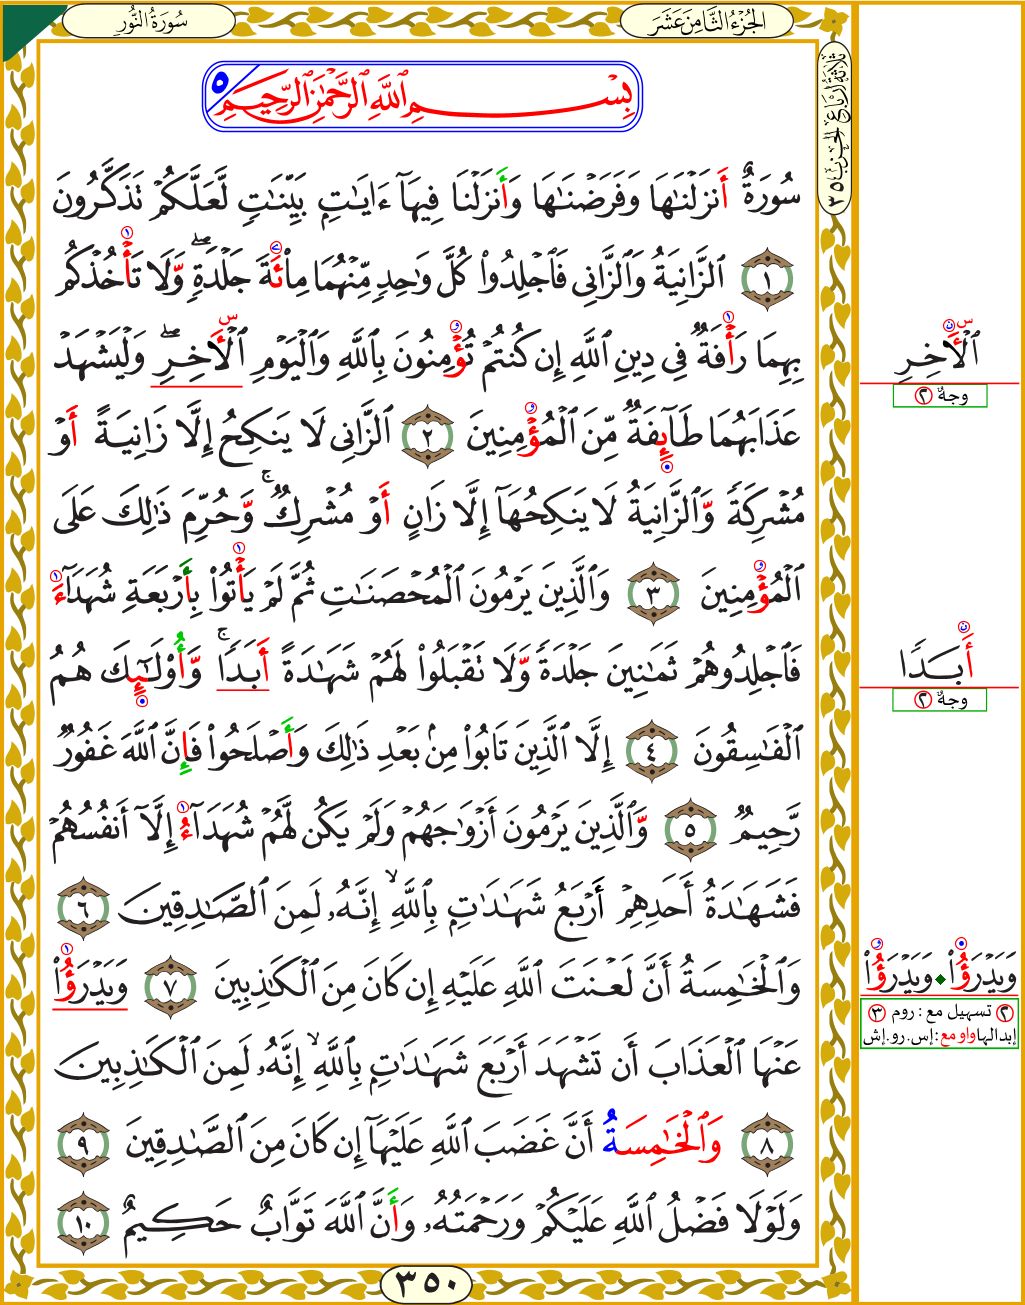 سُورَةُ النُّورِ
الجُزْءُ الثَّامِنَ عَشَرَ
ثلاثة أرباع الحزب ٣٥
بِسْمِ ٱللَّهِ ٱلرَّحْمَٰنِ ٱلرَّحِيمِ ٥
سُورَةٌ أَنزَلْنَٰهَا وَفَرَضْنَٰهَا وَأَنزَلْنَا فِيهَآ ءَايَٰتِۭ بَيِّنَٰتٍ لَّعَلَّكُمْ تَذَكَّرُونَ
١ ٱلزَّانِيَةُ وَٱلزَّانِى فَٱجْلِدُوا۟ كُلَّ وَٰحِدٍ مِّنْهُمَا مِا۟ئَةَ جَلْدَةٍ ۖ وَّلَا تَأْخُذْكُم
بِهِمَا رَأْفَةٌ فِى دِينِ ٱللَّهِ إِن كُنتُمْ تُؤْمِنُونَ بِٱللَّهِ وَٱلْيَوْمِ ٱلْأَخِرِ ۖ وَلْيَشْهَدْ
عَذَابَهُمَا طَآئِفَةٌ مِّنَ ٱلْمُؤْمِنِينَ ٢ ٱلزَّانِى لَا يَنكِحُ إِلَّا زَانِيَةً أَوْ
مُشْرِكَةً وَّٱلزَّانِيَةُ لَا يَنكِحُهَآ إِلَّا زَانٍ أَوْ مُشْرِكٌ ۚ وَّحُرِّمَ ذَٰلِكَ عَلَى
ٱلْمُؤْمِنِينَ ٣ وَٱلَّذِينَ يَرْمُونَ ٱلْمُحْصَنَٰتِ ثُمَّ لَمْ يَأْتُوا۟ بِأَرْبَعَةِ شُهَدَآءَ
فَٱجْلِدُوهُمْ ثَمَٰنِينَ جَلْدَةً وَّلَا تَقْبَلُوا۟ لَهُمْ شَهَٰدَةً أَبَدًا ۚ وَّأُو۟لَٰٓئِكَ هُمُ
ٱلْفَٰسِقُونَ ٤ إِلَّا ٱلَّذِينَ تَابُوا۟ مِنۢ بَعْدِ ذَٰلِكَ وَأَصْلَحُوا۟ فَإِنَّ ٱللَّهَ غَفُورٌ
رَّحِيمٌ ٥ وَّٱلَّذِينَ يَرْمُونَ أَزْوَٰجَهُمْ وَلَمْ يَكُن لَّهُمْ شُهَدَآءُ إِلَّآ أَنفُسُهُمْ
فَشَهَٰدَةُ أَحَدِهِمْ أَرْبَعُ شَهَٰدَٰتِۭ بِٱللَّهِ ۙ إِنَّهُۥ لَمِنَ ٱلصَّٰدِقِينَ ٦
وَٱلْخَٰمِسَةُ أَنَّ لَعْنَتَ ٱللَّهِ عَلَيْهِ إِن كَانَ مِنَ ٱلْكَٰذِبِينَ ٧ وَيَدْرَؤُا۟
عَنْهَا ٱلْعَذَابَ أَن تَشْهَدَ أَرْبَعَ شَهَٰدَٰتِۭ بِٱللَّهِ ۙ إِنَّهُۥ لَمِنَ ٱلْكَٰذِبِينَ
٨ وَٱلْخَٰمِسَةُ أَنَّ غَضَبَ ٱللَّهِ عَلَيْهَآ إِن كَانَ مِنَ ٱلصَّٰدِقِينَ ٩
وَلَوْلَا فَضْلُ ٱللَّهِ عَلَيْكُمْ وَرَحْمَتُهُۥ وَأَنَّ ٱللَّهَ تَوَّابٌ حَكِيمٌ ١٠
٣٥٠
ٱلْأَخِرِ
وجهٌ ٢
أَبَدًا
وجهٌ ٢
وَيَدْرَؤُا۟ ♦ وَيَدْرَؤُا۟
٢ تسهيل مع: روم ٣
إبدالها واو مع: إس. رو. إش